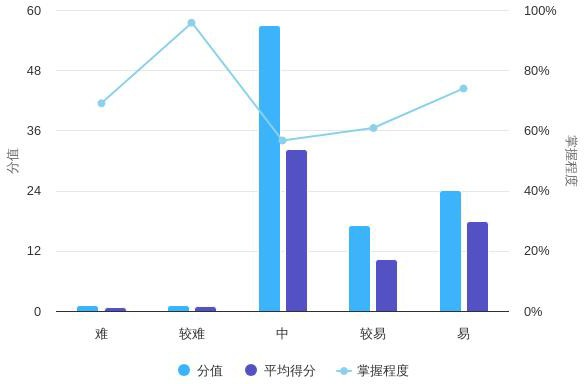 60 100%
48 80%
36 60%
分值 掌握程度
24 40%
12 20%
0 0%
难 较难 中 较易 易
分值 平均得分 掌握程度